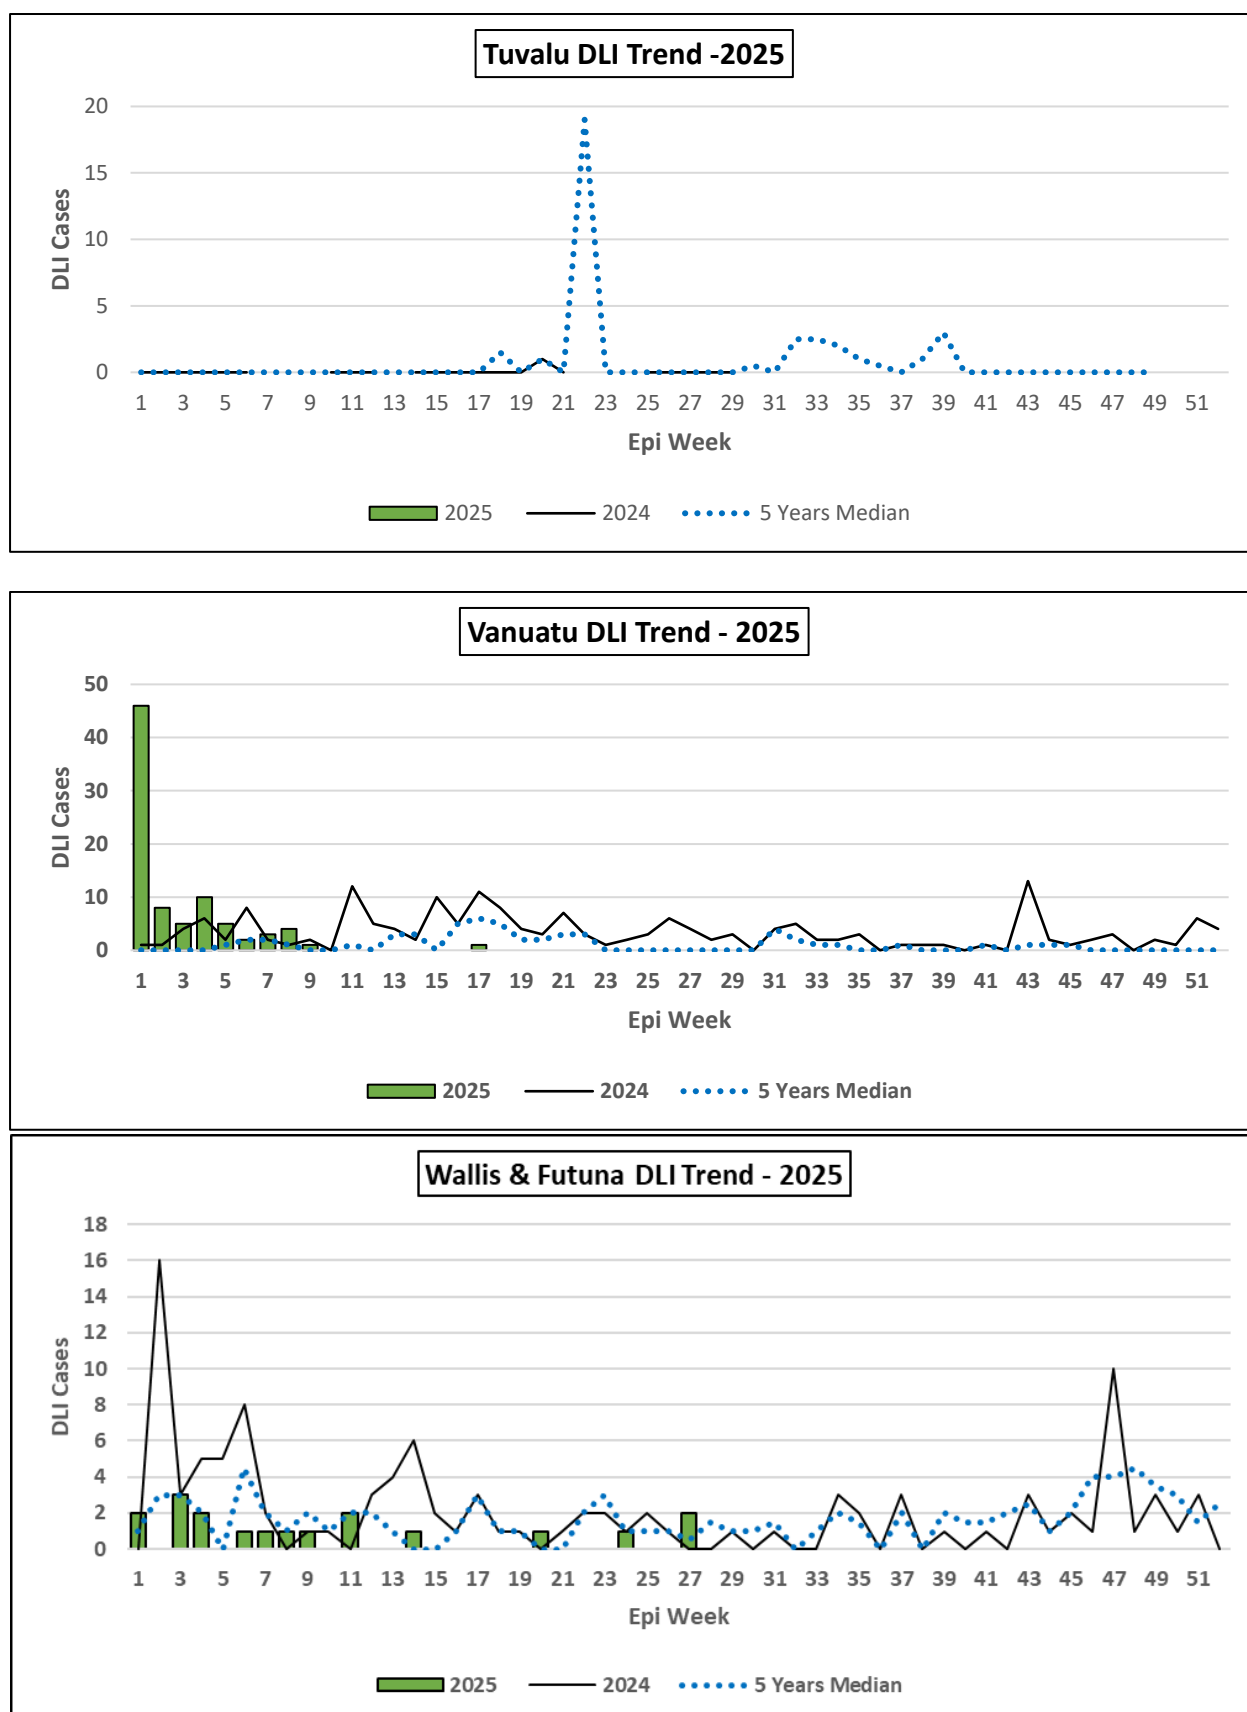 Tuvalu DLI Trend -2025
20
15
10
5
0
DLI Cases
1 3 5 7 9 11 13 15 17 19 21 23 25 27 29 31 33 35 37 39 41 43 45 47 49 51
Epi Week
2025 2024 5 Years Median
Vanuatu DLI Trend - 2025
50
40
30
20
10
0
DLI Cases
1 3 5 7 9 11 13 15 17 19 21 23 25 27 29 31 33 35 37 39 41 43 45 47 49 51
Epi Week
2025 2024 5 Years Median
Wallis & Futuna DLI Trend - 2025
18
16
14
12
10
8
6
4
2
0
DLI Cases
1 3 5 7 9 11 13 15 17 19 21 23 25 27 29 31 33 35 37 39 41 43 45 47 49 51
Epi Week
2025 2024 5 Years Median